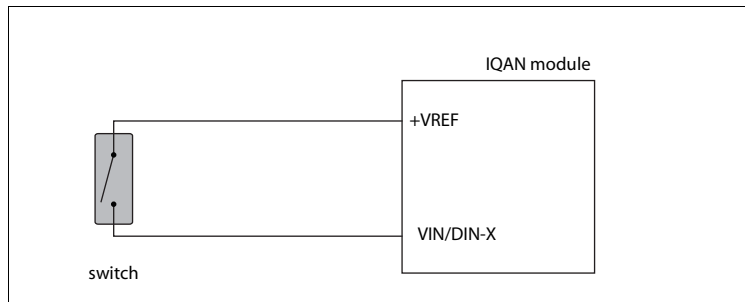 IQAN module
+VREF
VIN/DIN-X
switch